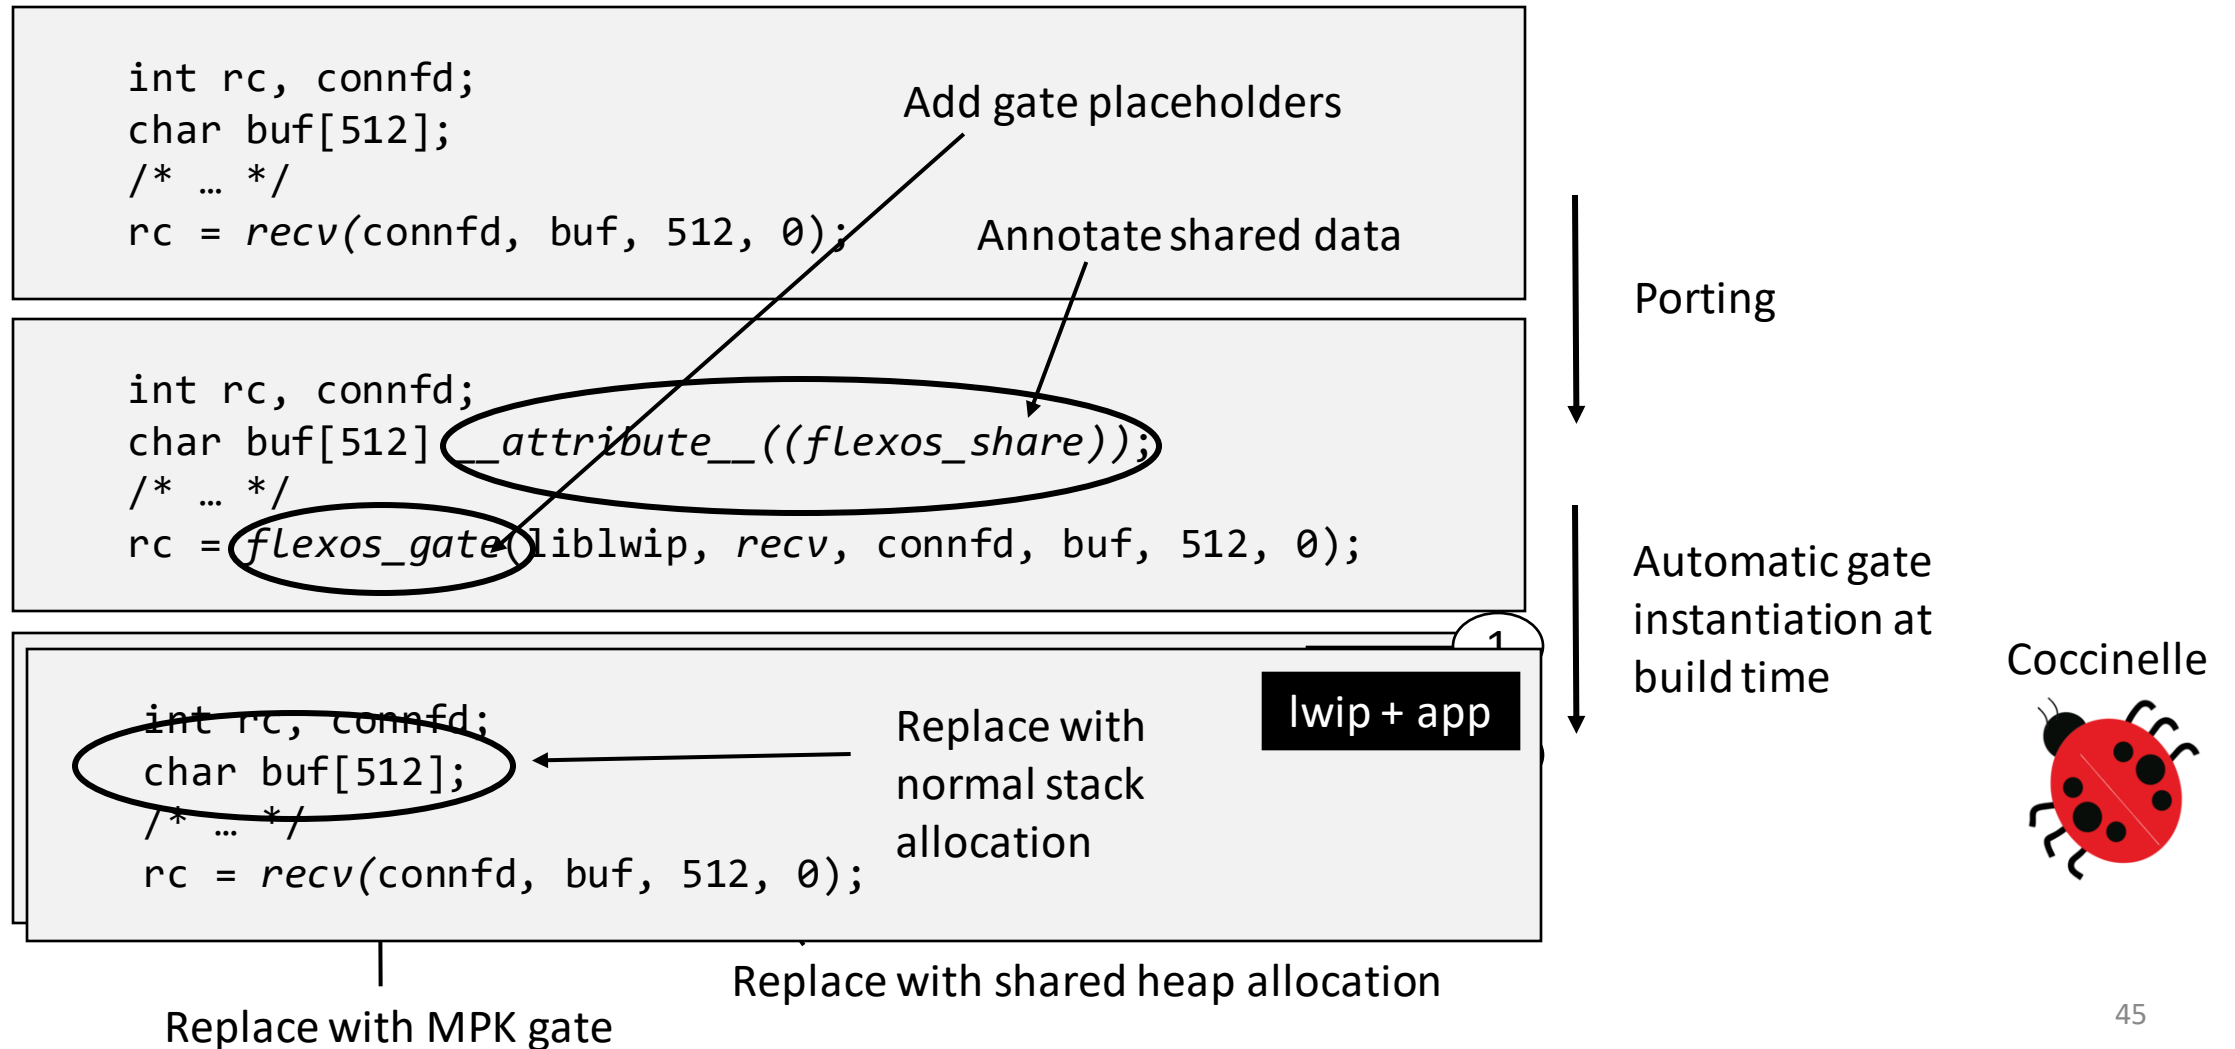 int rc, connfd;
char buf[512];
/* … */
rc = recv(connfd, buf, 512, 0);
Add gate placeholders
Annotate shared data
Porting
int rc, connfd;
char buf[512] __attribute__((flexos_share));
/* … */
rc = flexos_gate(liblwip, recv, connfd, buf, 512, 0);
Automatic gate
instantiation at
build time
Coccinelle
1
lwip + app
int rc, connfd;
char buf[512];
/* … */
rc = recv(connfd, buf, 512, 0);
Replace with
normal stack
allocation
Replace with shared heap allocation
Replace with MPK gate
45